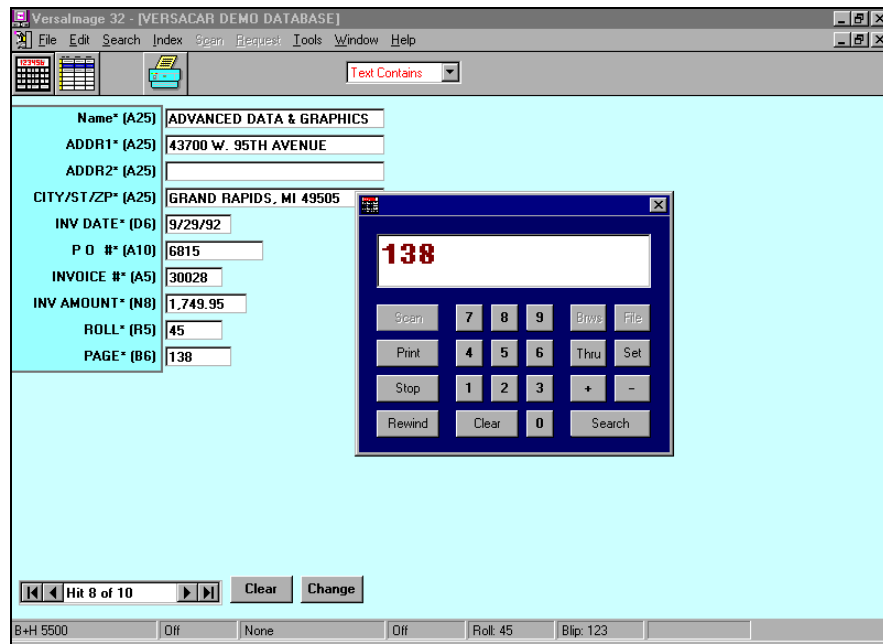 VersaImage 32 - [VERSACAR DEMO DATABASE]
File Edit Search Index Scan Request Tools Window Help
123456
Text Contains
Name* (A25) ADVANCED DATA & GRAPHICS
ADDR1* (A25) 43700 W. 95TH AVENUE
ADDR2* (A25)
CITY/ST/ZP* (A25) GRAND RAPIDS, MI 49505
INV DATE* (D6) 9/29/92
P O #* (A10) 6815
INVOICE #* (A5) 30028
INV AMOUNT* (N8) 1,749.95
ROLL* (R5) 45
PAGE* (B6) 138
138
Scan 7 8 9 Brws File
Print 4 5 6 Thru Set
Stop 1 2 3 + -
Rewind Clear 0 Search
Hit 8 of 10 Clear Change
B+H 5500 Off None Off Roll: 45 Blip: 123